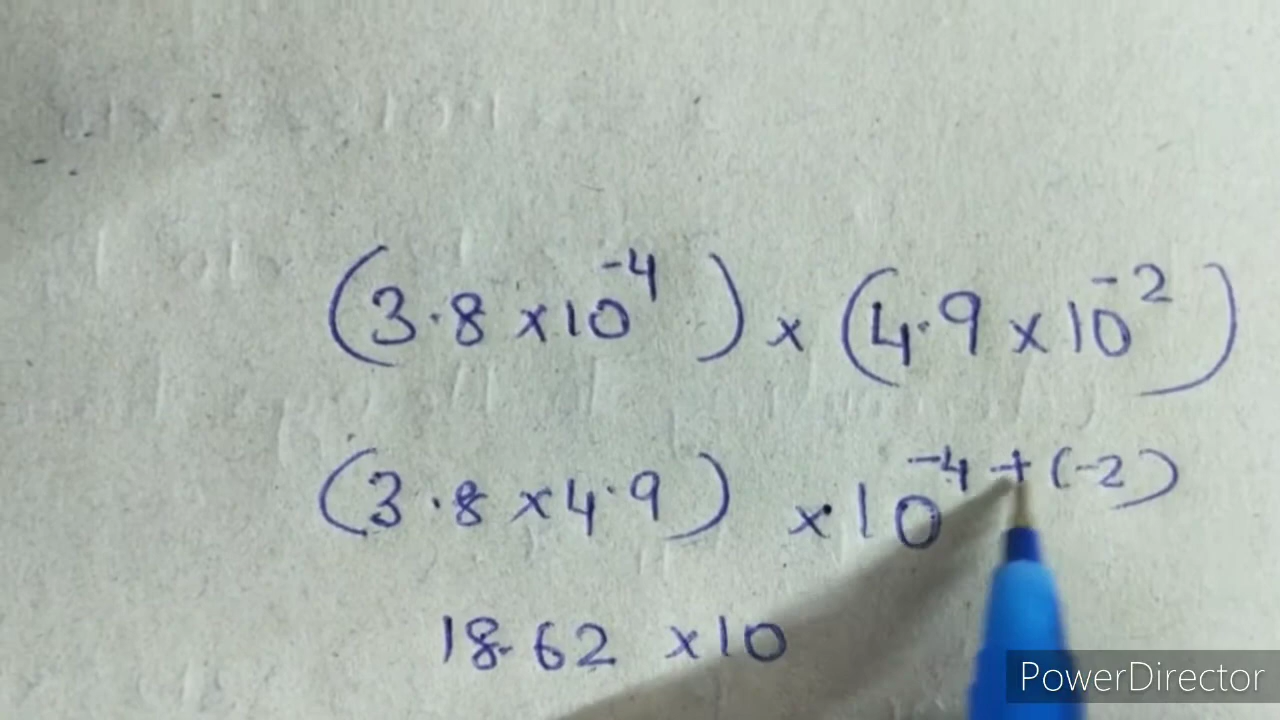 (3.8 × 10⁻⁴) × (4.9 × 10⁻²)
(3.8 × 4.9) × 10⁻⁴⁺⁽⁻²⁾
18.62 × 10
PowerDirector